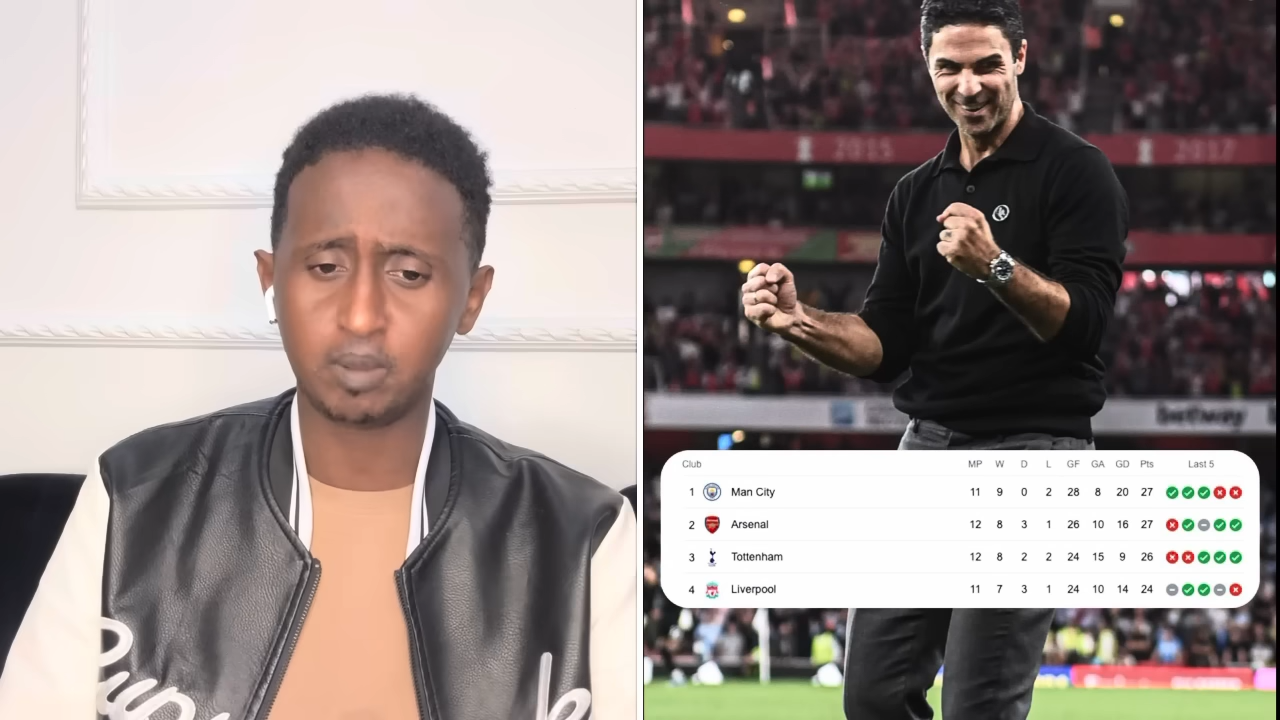 2015
2017
betway
Club MP W D L GF GA GD Pts Last 5
1 Man City 11 9 0 2 28 8 20 27
2 Arsenal 12 8 3 1 26 10 16 27
3 Tottenham 12 8 2 2 24 15 9 26
4 Liverpool 11 7 3 1 24 10 14 24